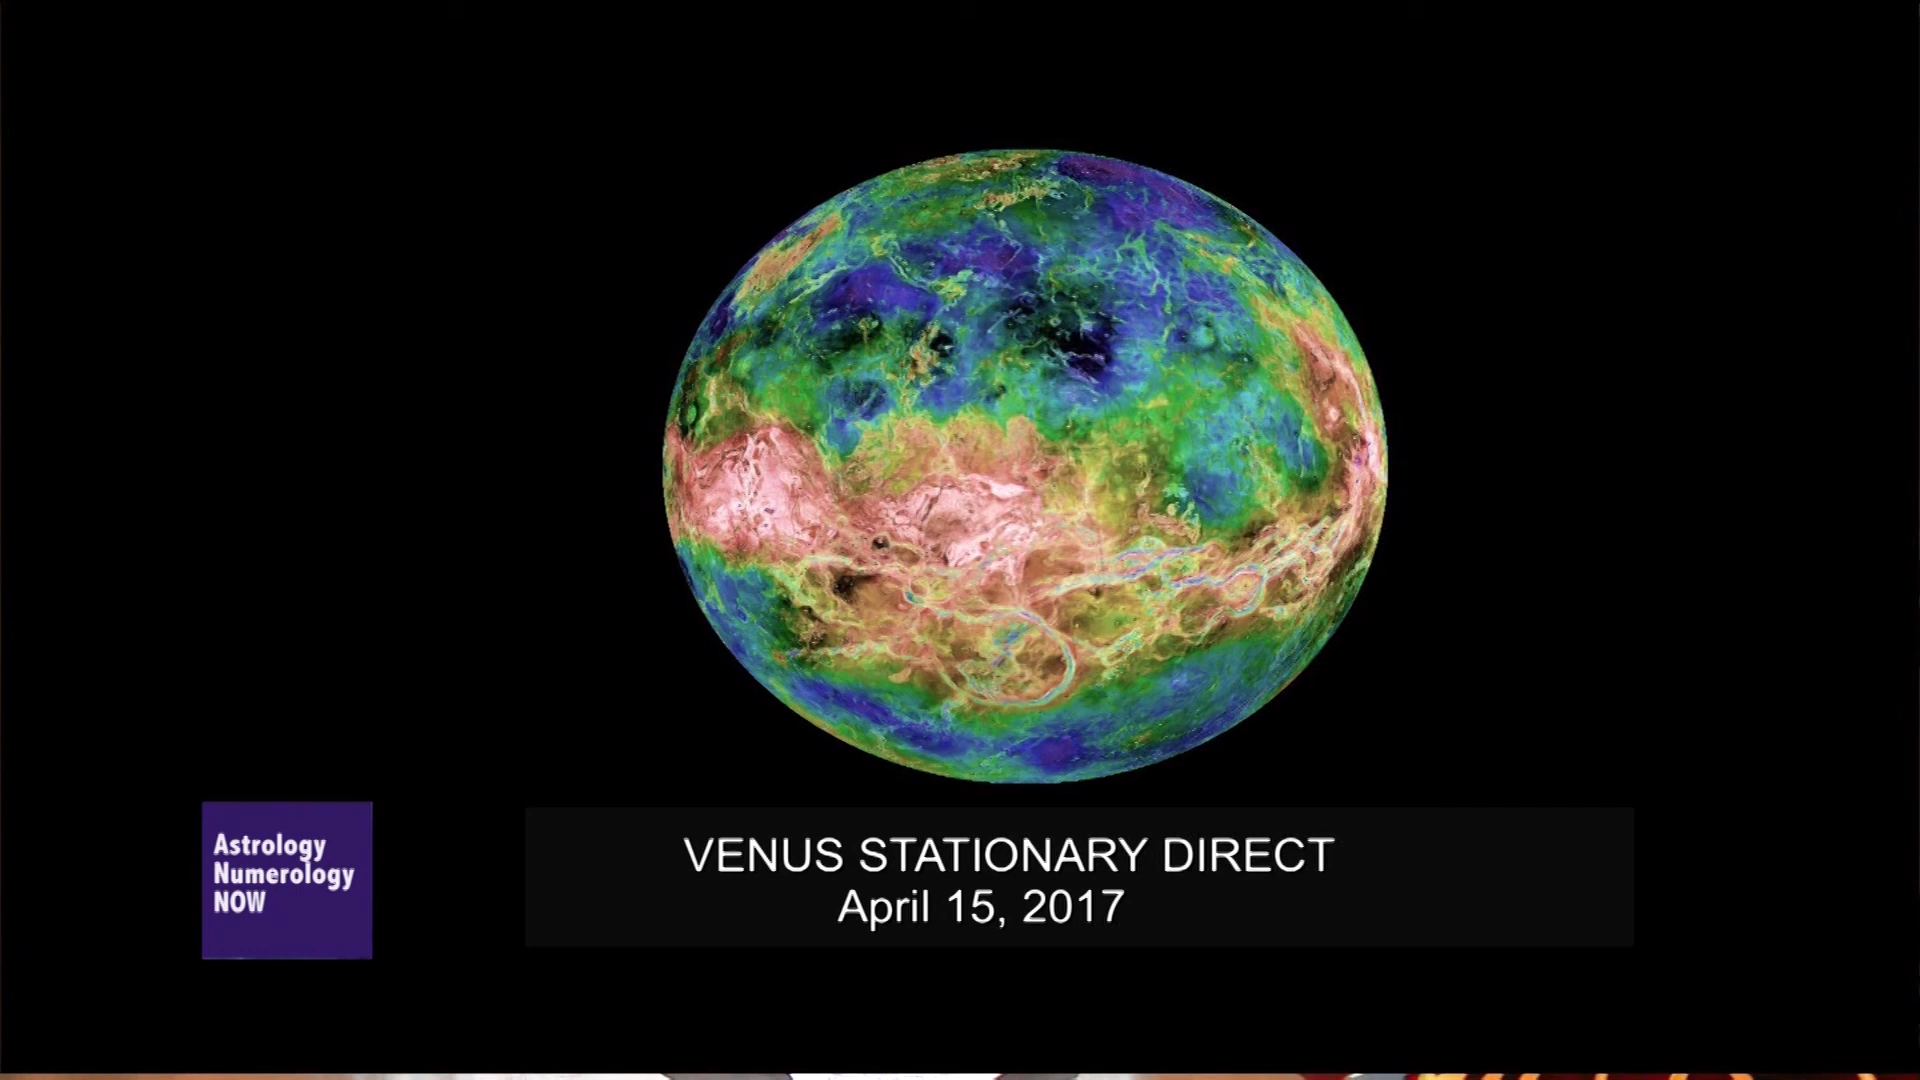 VENUS STATIONARY DIRECT
April 15, 2017
Astrology
Numerology
NOW